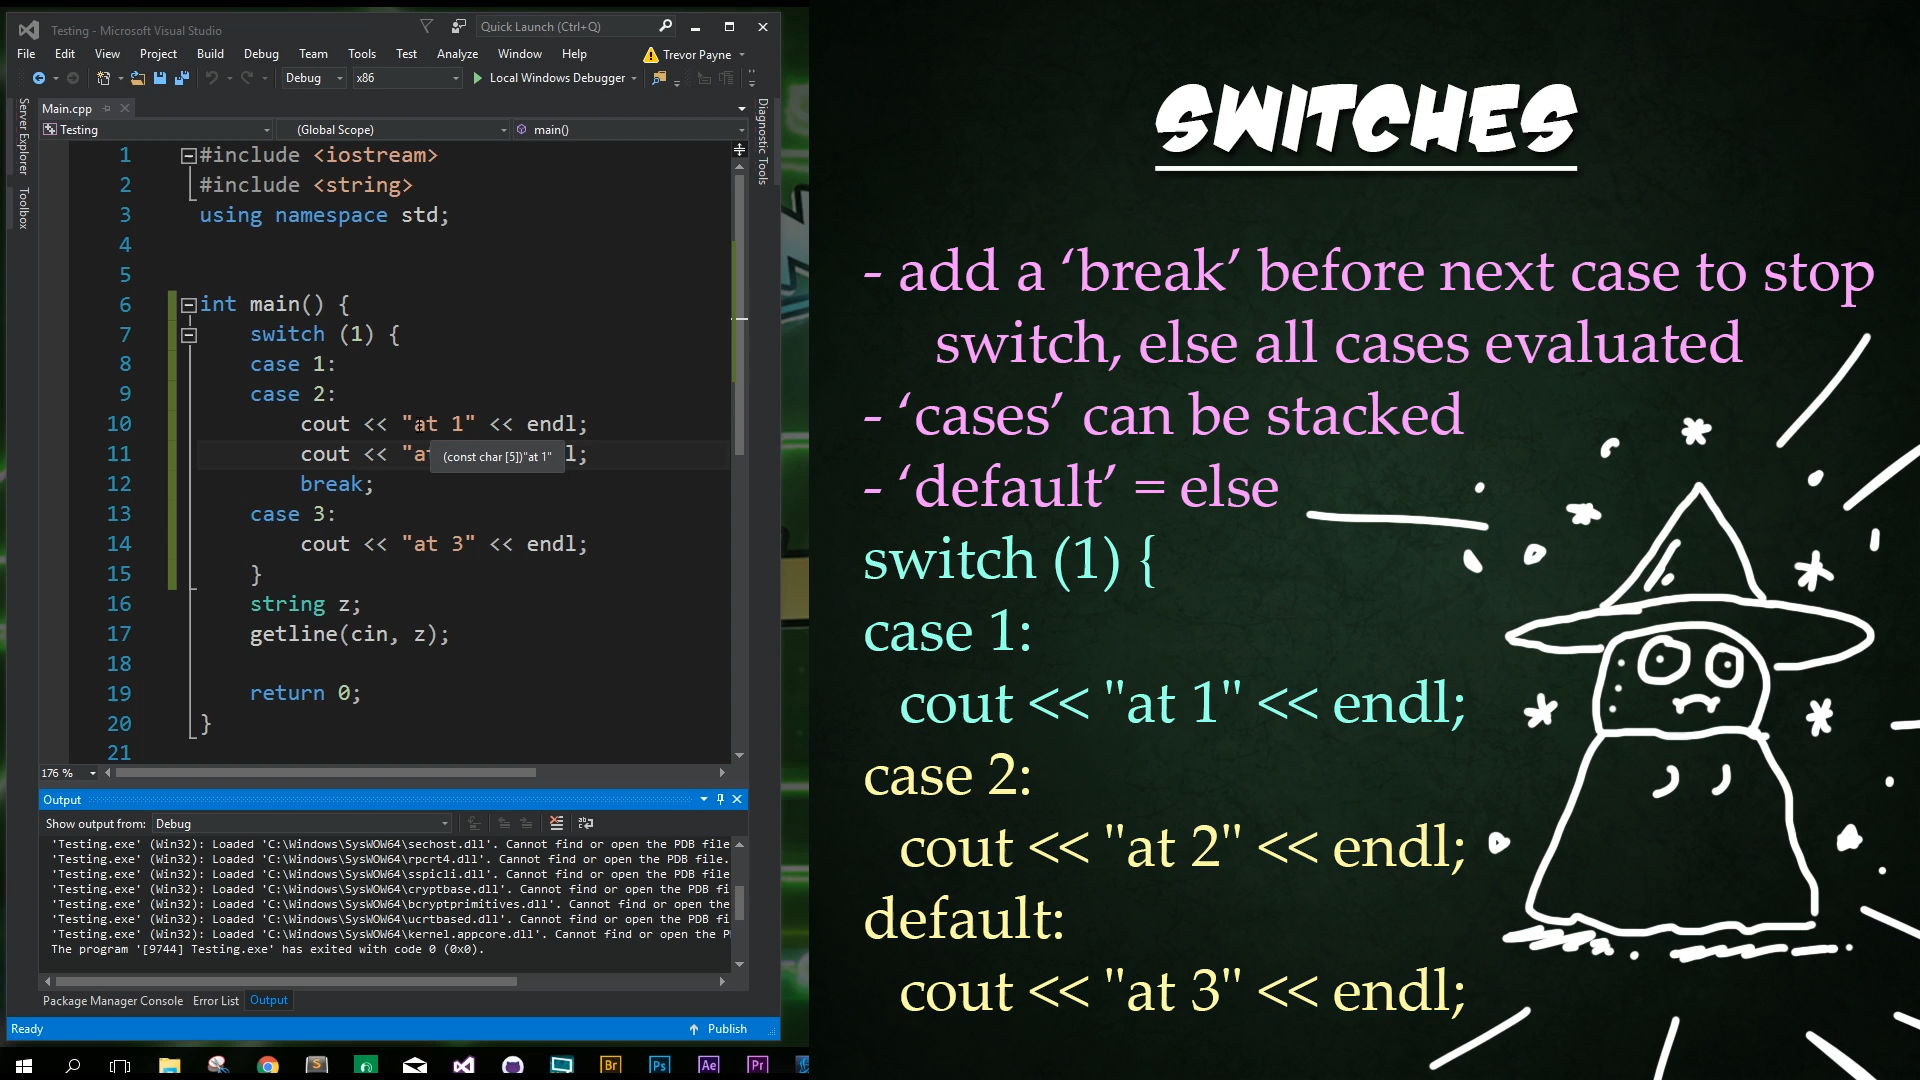 Testing - Microsoft Visual Studio
Quick Launch (Ctrl+Q)
File Edit View Project Build Debug Team Tools Test Analyze Window Help
Trevor Payne
Debug x86 Local Windows Debugger
Server Explorer
Toolbox
Diagnostic Tools
Main.cpp
Testing (Global Scope) main()
1 #include <iostream>
2 #include <string>
3 using namespace std;
4
5
6 int main() {
7 switch (1) {
8 case 1:
9 case 2:
10 cout << "at 1" << endl;
11 cout << "at l;
(const char [5])"at 1"
12 break;
13 case 3:
14 cout << "at 3" << endl;
15 }
16 string z;
17 getline(cin, z);
18
19 return 0;
20 }
21
176 %
Output
Show output from: Debug
'Testing.exe' (Win32): Loaded 'C:\Windows\SysWOW64\sechost.dll'. Cannot find or open the PDB file
'Testing.exe' (Win32): Loaded 'C:\Windows\SysWOW64\rpcrt4.dll'. Cannot find or open the PDB file.
'Testing.exe' (Win32): Loaded 'C:\Windows\SysWOW64\sspicli.dll'. Cannot find or open the PDB file
'Testing.exe' (Win32): Loaded 'C:\Windows\SysWOW64\cryptbase.dll'. Cannot find or open the PDB fi
'Testing.exe' (Win32): Loaded 'C:\Windows\SysWOW64\bcryptprimitives.dll'. Cannot find or open the
'Testing.exe' (Win32): Loaded 'C:\Windows\SysWOW64\ucrtbased.dll'. Cannot find or open the PDB fi
'Testing.exe' (Win32): Loaded 'C:\Windows\SysWOW64\kernel.appcore.dll'. Cannot find or open the P
The program '[9744] Testing.exe' has exited with code 0 (0x0).
Package Manager Console Error List Output
Ready Publish
S Br Ps Ae Pr
SWITCHES
- add a ‘break’ before next case to stop
switch, else all cases evaluated
- ‘cases’ can be stacked
- ‘default’ = else
switch (1) {
case 1:
cout << "at 1" << endl;
case 2:
cout << "at 2" << endl;
default:
cout << "at 3" << endl;